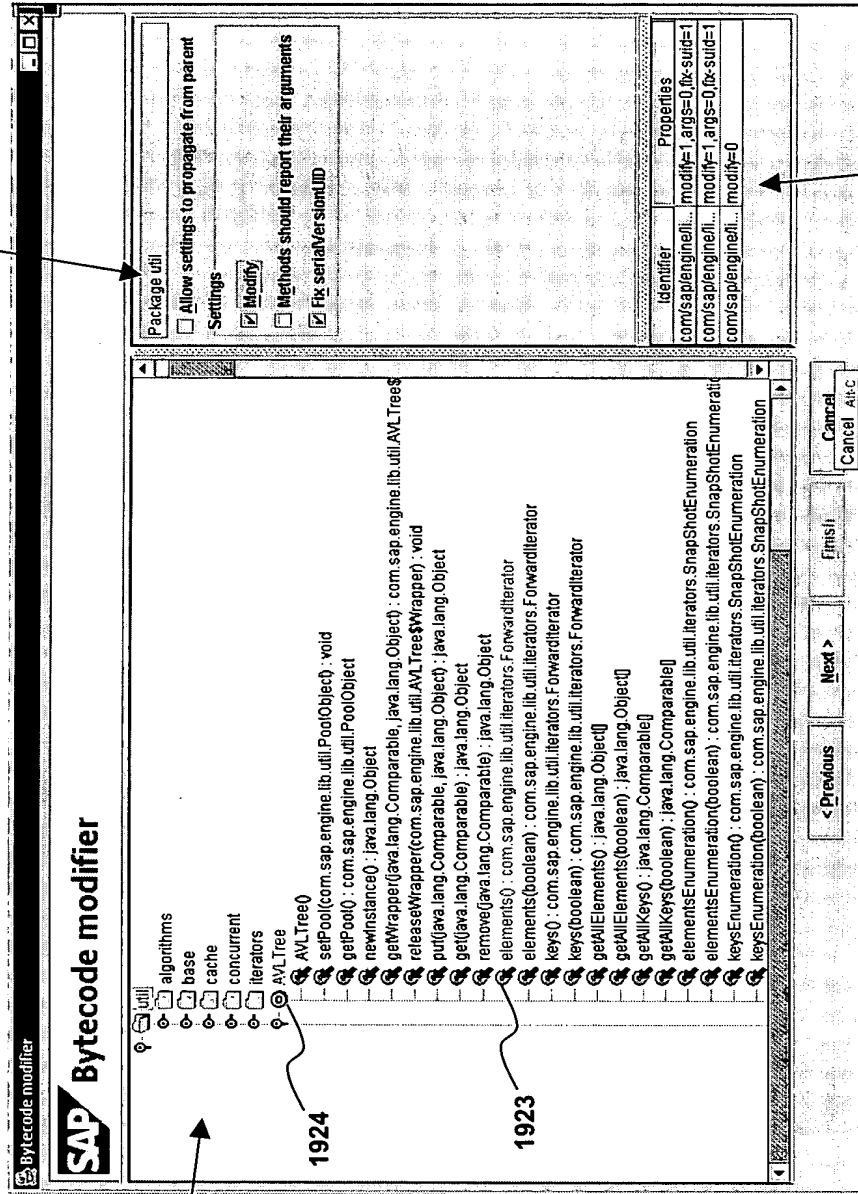 Bytecode modifier
SAP Bytecode modifier
util
algorithms
base
cache
concurrent
iterators
AVLTree
AVLTree()
setPool(com.sap.engine.lib.util.PoolObject) : void
getPool() : com.sap.engine.lib.util.PoolObject
newInstance() : java.lang.Object
getWrapper(java.lang.Comparable, java.lang.Object) : com.sap.engine.lib.util.AVLTree$
releaseWrapper(com.sap.engine.lib.util.AVLTree$Wrapper) : void
put(java.lang.Comparable, java.lang.Object) : java.lang.Object
get(java.lang.Comparable) : java.lang.Object
remove(java.lang.Comparable) : java.lang.Object
elements() : com.sap.engine.lib.util.iterators.ForwardIterator
elements(boolean) : com.sap.engine.lib.util.iterators.ForwardIterator
keys() : com.sap.engine.lib.util.iterators.ForwardIterator
keys(boolean) : com.sap.engine.lib.util.iterators.ForwardIterator
getAllElements() : java.lang.Object[]
getAllElements(boolean) : java.lang.Object[]
getAllKeys() : java.lang.Comparable[]
getAllKeys(boolean) : java.lang.Comparable[]
elementsEnumeration() : com.sap.engine.lib.util.iterators.SnapShotEnumeration
elementsEnumeration(boolean) : com.sap.engine.lib.util.iterators.SnapShotEnumeratio
keysEnumeration() : com.sap.engine.lib.util.iterators.SnapShotEnumeration
keysEnumeration(boolean) : com.sap.engine.lib.util.iterators.SnapShotEnumeration
1924
1923
Package util
Allow settings to propagate from parent
Settings
Modify
Methods should report their arguments
Fix serialVersionUID
Identifier Properties
com/sap/engine/li... modify=1,args=0,fix-suid=1
com/sap/engine/li... modify=1,args=0,fix-suid=1
com/sap/engine/li... modify=0
< Previous
Next >
Finish
Cancel
Cancel Alt-C